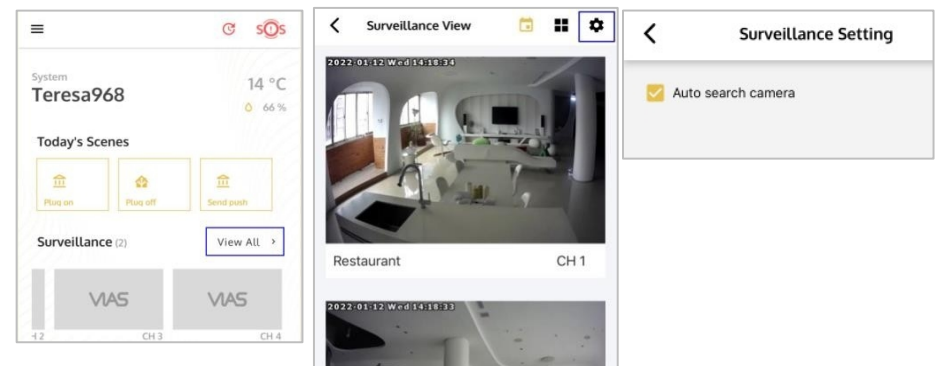 SOS
System
Teresa968
14 °C
66 %
Today's Scenes
Plug on
Plug off
Send push
Surveillance (2)
View All
VIAS
VIAS
CH 3
CH 4
Surveillance View
2022-01-12 Wed 14:18:34
Restaurant
CH 1
2022-01-12 Wed 14:18:33
Surveillance Setting
Auto search camera